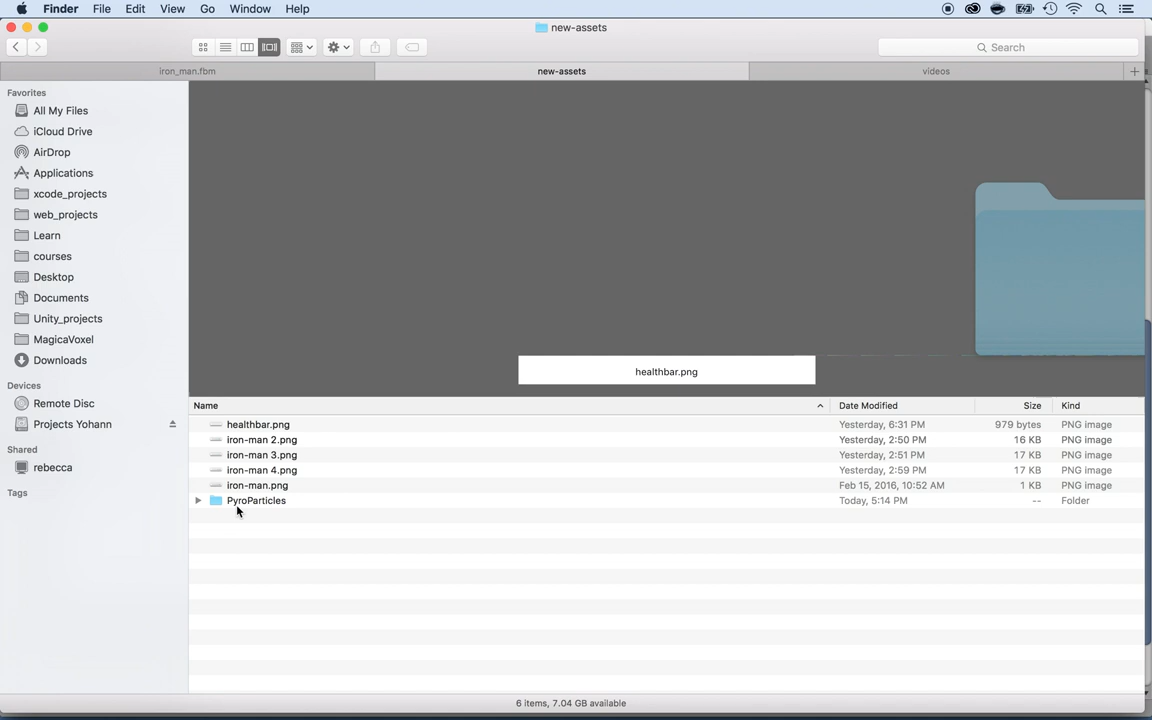 Finder File Edit View Go Window Help
new-assets
Search
iron_man.fbm new-assets videos
Favorites
All My Files
iCloud Drive
AirDrop
Applications
xcode_projects
web_projects
Learn
courses
Desktop
Documents
Unity_projects
MagicaVoxel
Downloads
Devices
Remote Disc
Projects Yohann
Shared
rebecca
Tags
healthbar.png
Name Date Modified Size Kind
healthbar.png Yesterday, 6:31 PM 979 bytes PNG image
iron-man 2.png Yesterday, 2:50 PM 16 KB PNG image
iron-man 3.png Yesterday, 2:51 PM 17 KB PNG image
iron-man 4.png Yesterday, 2:59 PM 17 KB PNG image
iron-man.png Feb 15, 2016, 10:52 AM 1 KB PNG image
PyroParticles Today, 5:14 PM -- Folder
6 items, 7.04 GB available